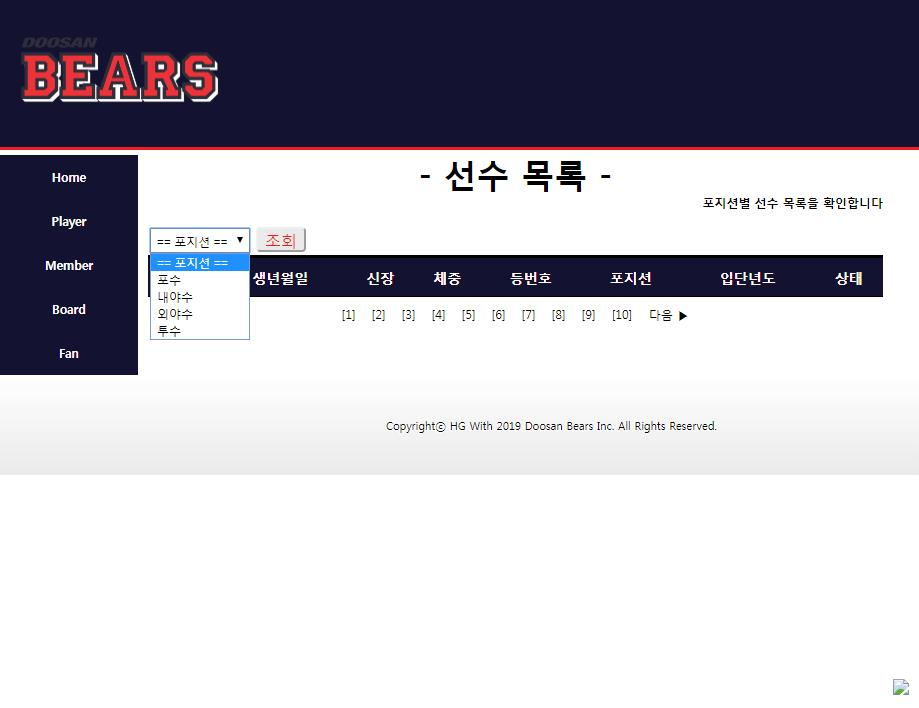 DOOSAN
BEARS
Home
Player
Member
Board
Fan
- 선수 목록 -
포지션별 선수 목록을 확인합니다
== 포지션 == ▼ 조회
== 포지션 ==
포수
내야수
외야수
투수
생년월일 신장 체중 등번호 포지션 입단년도 상태
[1] [2] [3] [4] [5] [6] [7] [8] [9] [10] 다음 ▶
Copyrightⓒ HG With 2019 Doosan Bears Inc. All Rights Reserved.